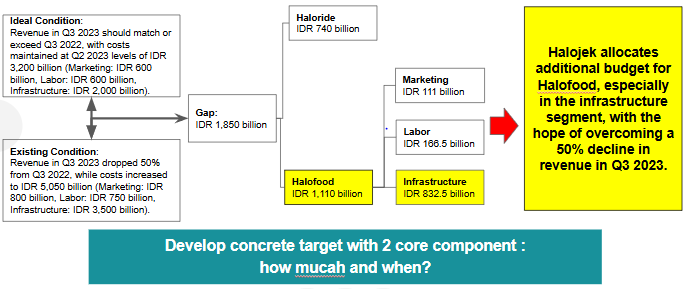 Ideal Condition:
Revenue in Q3 2023 should match or
exceed Q3 2022, with costs
maintained at Q2 2023 levels of IDR
3,200 billion (Marketing: IDR 600
billion, Labor: IDR 600 billion,
Infrastructure: IDR 2,000 billion).
Existing Condition:
Revenue in Q3 2023 dropped 50%
from Q3 2022, while costs increased
to IDR 5,050 billion (Marketing: IDR
800 billion, Labor: IDR 750 billion,
Infrastructure: IDR 3,500 billion).
Gap:
IDR 1,850 billion
Haloride
IDR 740 billion
Halofood
IDR 1,110 billion
Marketing
IDR 111 billion
Labor
IDR 166.5 billion
Infrastructure
IDR 832.5 billion
Halojek allocates
additional budget for
Halofood, especially
in the infrastructure
segment, with the
hope of overcoming a
50% decline in
revenue in Q3 2023.
Develop concrete target with 2 core component :
how mucah and when?